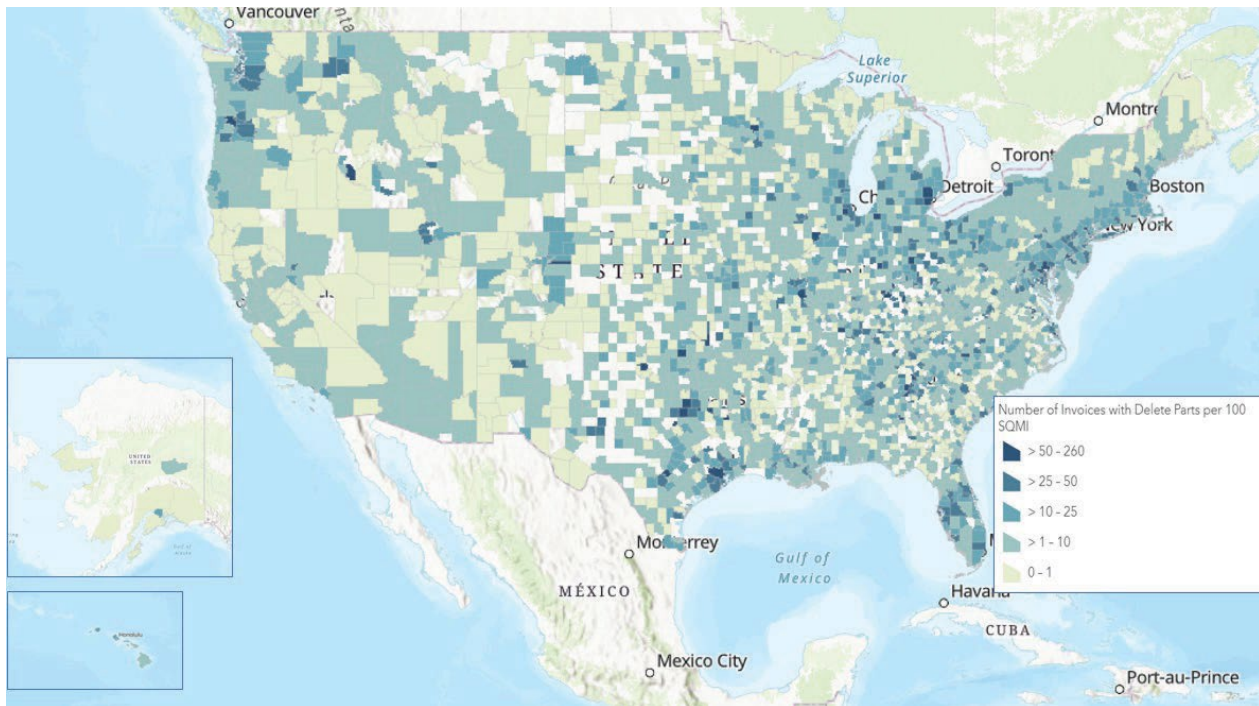 Vancouver
Lake
Superior
Montre
Toront
Detroit
Boston
Ch
ew York
STATE
UNITED
STATES
Number of Invoices with Delete Parts per 100
SQMI
> 50 - 260
> 25 - 50
> 10 - 25
> 1 - 10
0 - 1
Gulf of
Mexico
MÉXICO
Havana
CUBA
Honolulu
Mexico City
Port-au-Prince